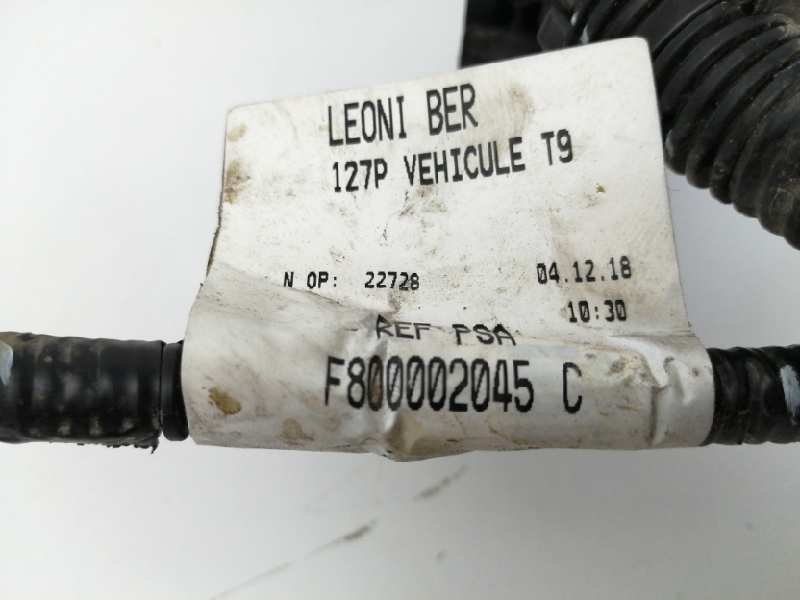 LEONI BER
127P VEHICULE T9
N OP: 22728 04.12.18
10:30
REF PSA
F800002045 C